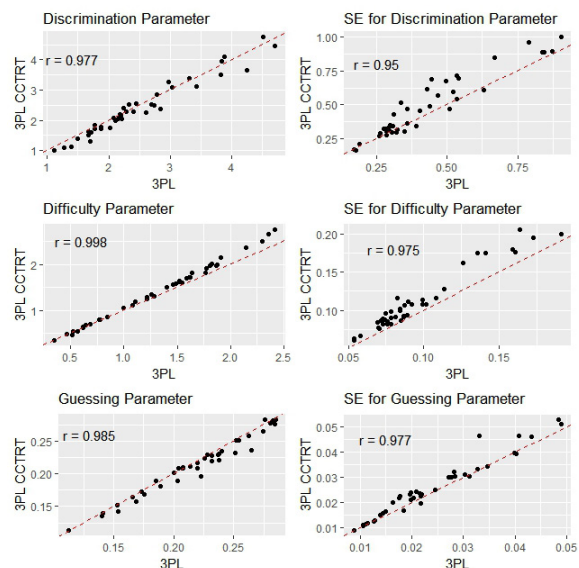 Discrimination Parameter
r = 0.977
3PL CCTRT
4
3
2
1
1
2
3
4
3PL
SE for Discrimination Parameter
r = 0.95
3PL CCTRT
1.00
0.75
0.50
0.25
0.25
0.50
0.75
3PL
Difficulty Parameter
r = 0.998
3PL CCTRT
2
1
0.5
1.0
1.5
2.0
2.5
3PL
SE for Difficulty Parameter
r = 0.975
3PL CCTRT
0.20
0.15
0.10
0.05
0.10
0.15
3PL
Guessing Parameter
r = 0.985
3PL CCTRT
0.25
0.20
0.15
0.15
0.20
0.25
3PL
SE for Guessing Parameter
r = 0.977
3PL CCTRT
0.05
0.04
0.03
0.02
0.01
0.01
0.02
0.03
0.04
0.05
3PL